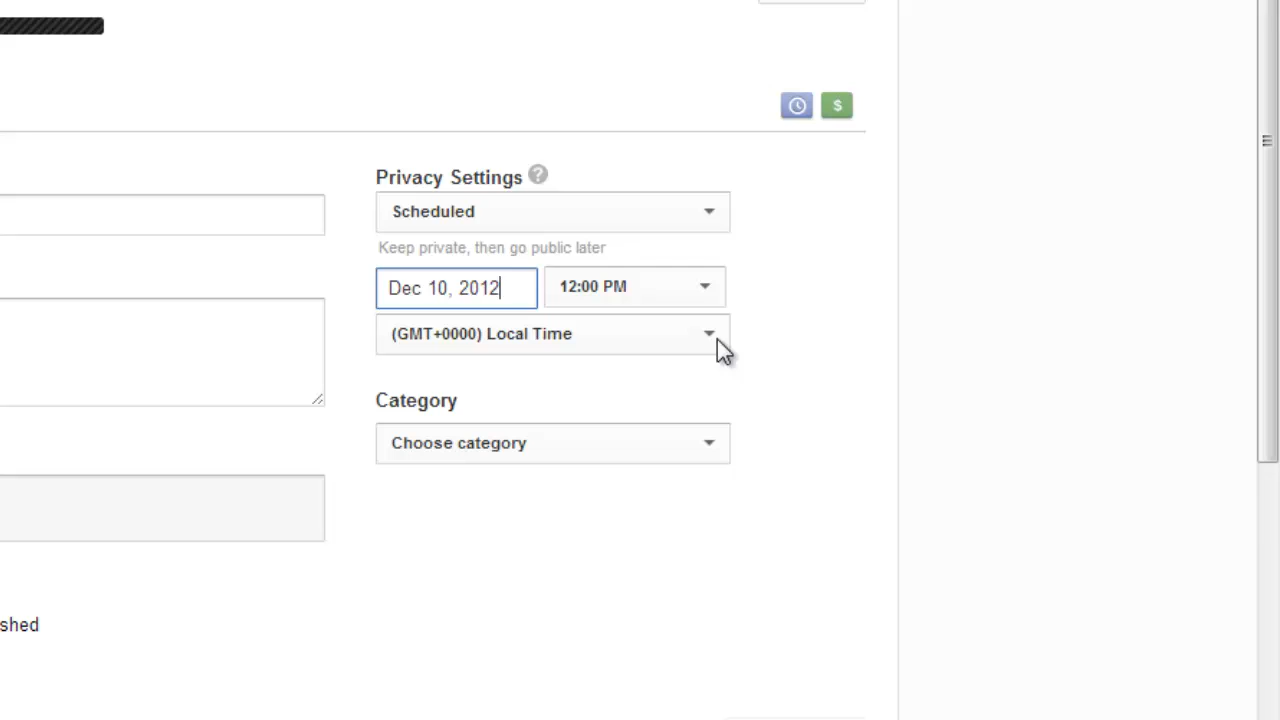 $
Privacy Settings ?
Scheduled
Keep private, then go public later
Dec 10, 2012 12:00 PM
(GMT+0000) Local Time
Category
Choose category
shed